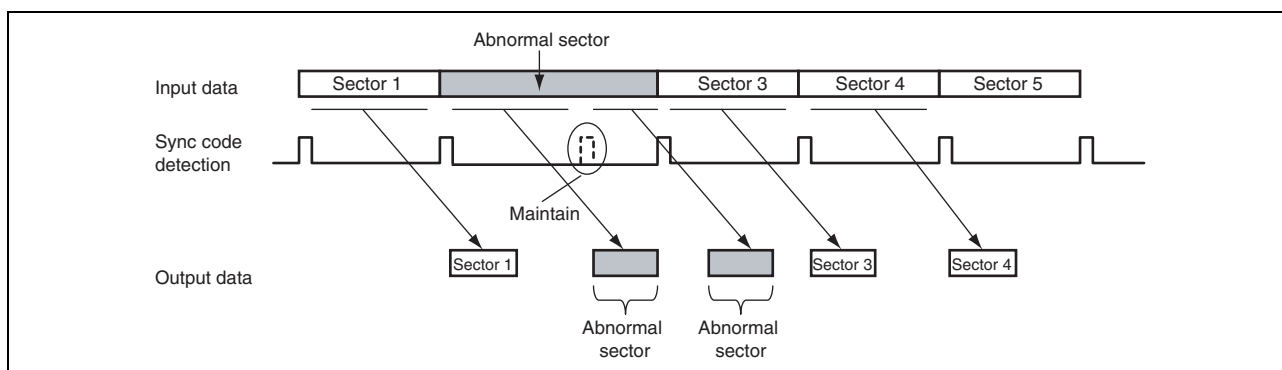 Abnormal sector
Input data
Sector 1
Sector 3
Sector 4
Sector 5
Sync code
detection
Maintain
Output data
Sector 1
Sector 3
Sector 4
Abnormal
sector
Abnormal
sector